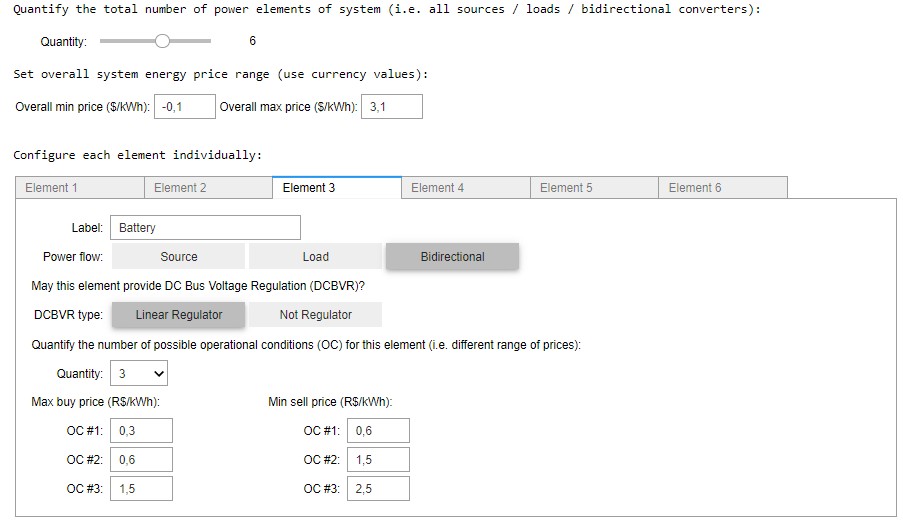 Quantify the total number of power elements of system (i.e. all sources / loads / bidirectional converters):
Quantity: 6
Set overall system energy price range (use currency values):
Overall min price ($/kWh): -0,1 Overall max price ($/kWh): 3,1
Configure each element individually:
Element 1 Element 2 Element 3 Element 4 Element 5 Element 6
Label: Battery
Power flow: Source Load Bidirectional
May this element provide DC Bus Voltage Regulation (DCBVR)?
DCBVR type: Linear Regulator Not Regulator
Quantify the number of possible operational conditions (OC) for this element (i.e. different range of prices):
Quantity: 3
Max buy price (R$/kWh): Min sell price (R$/kWh):
OC #1: 0,3 OC #1: 0,6
OC #2: 0,6 OC #2: 1,5
OC #3: 1,5 OC #3: 2,5